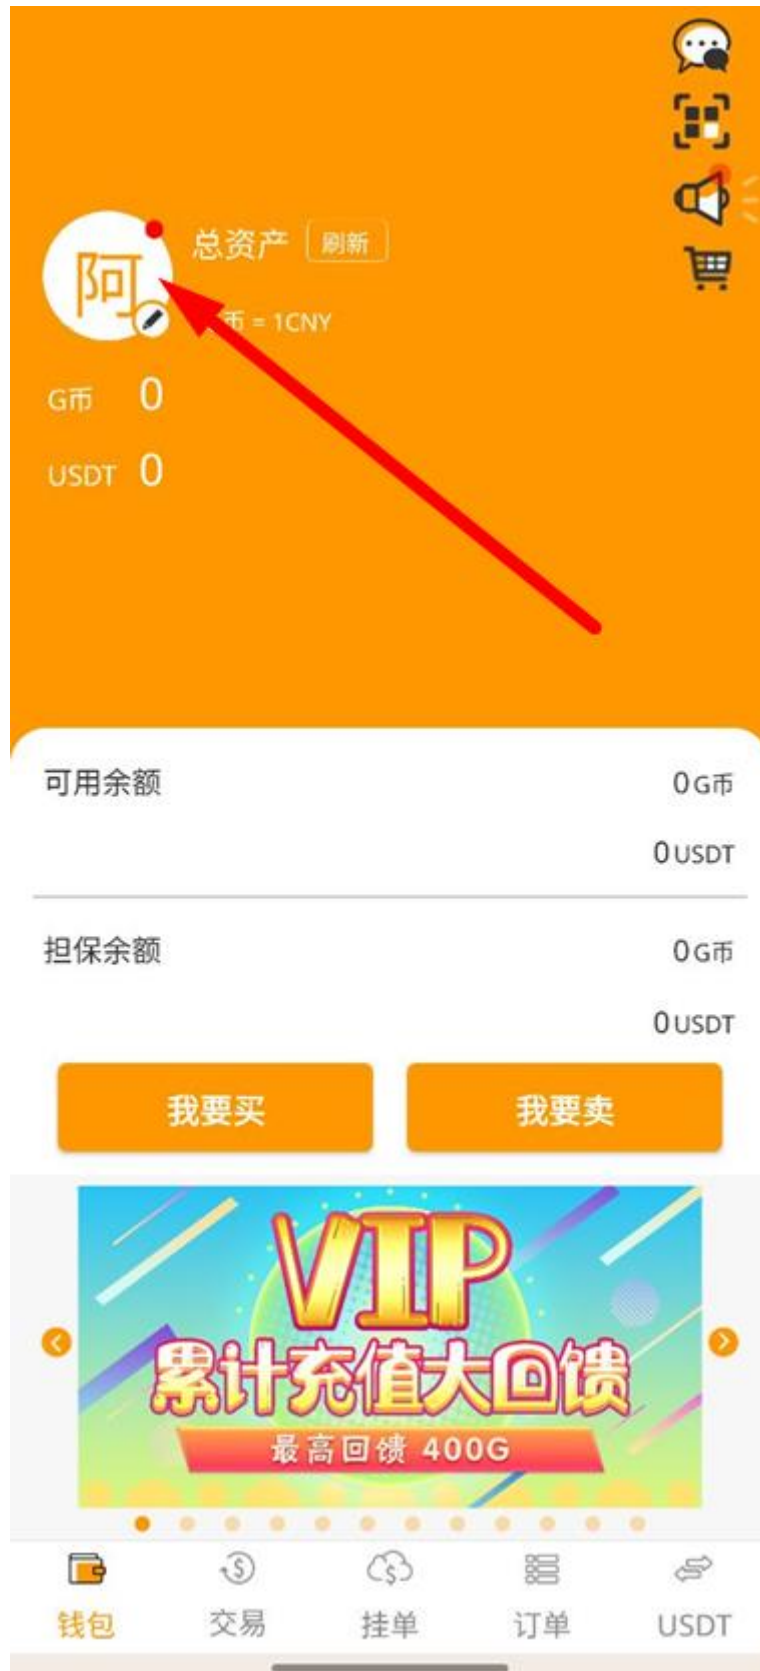 总资产 刷新
阿
币 = 1CNY
G币 0
USDT 0
可用余额 0G币
0USDT
担保余额 0G币
0USDT
我要买 我要卖
VIP
累计充值大回馈
最高回馈 400G
钱包 交易 挂单 订单 USDT